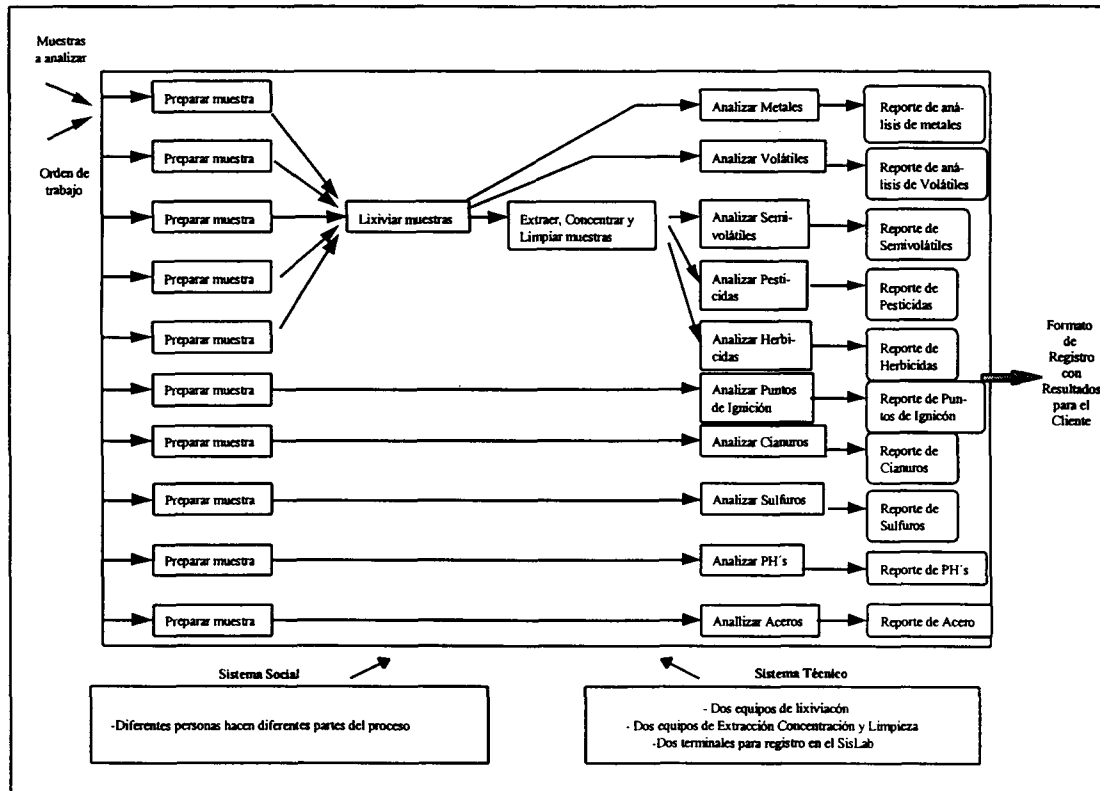 Muestras
a analizar
Orden de
trabajo
Preparar muestra
Preparar muestra
Preparar muestra
Preparar muestra
Preparar muestra
Preparar muestra
Preparar muestra
Preparar muestra
Preparar muestra
Preparar muestra
Lixiviar muestras
Extraer, Concentrar y
Limpiar muestras
Analizar Metales
Analizar Volátiles
Analizar Semi-
volátiles
Analizar Pesti-
cidas
Analizar Herbi-
cidas
Analizar Puntos
de Ignición
Analizar Cianuros
Analizar Sulfuros
Analizar PH´s
Anallizar Aceros
Reporte de aná-
lisis de metales
Reporte de aná-
lisis de Volátiles
Reporte de
Semivolátiles
Reporte de
Pesticidas
Reporte de
Herbicidas
Reporte de Pun-
tos de Ignicón
Reporte de
Cianuros
Reporte de
Sulfuros
Reporte de PH´s
Reporte de Acero
Formato
de
Registro
con
Resultados
para el
Cliente
Sistema Social
-Diferentes personas hacen diferentes partes del proceso
Sistema Técnico
- Dos equipos de lixiviacón
- Dos equipos de Extracción Concentración y Limpieza
-Dos terminales para registro en el SisLab